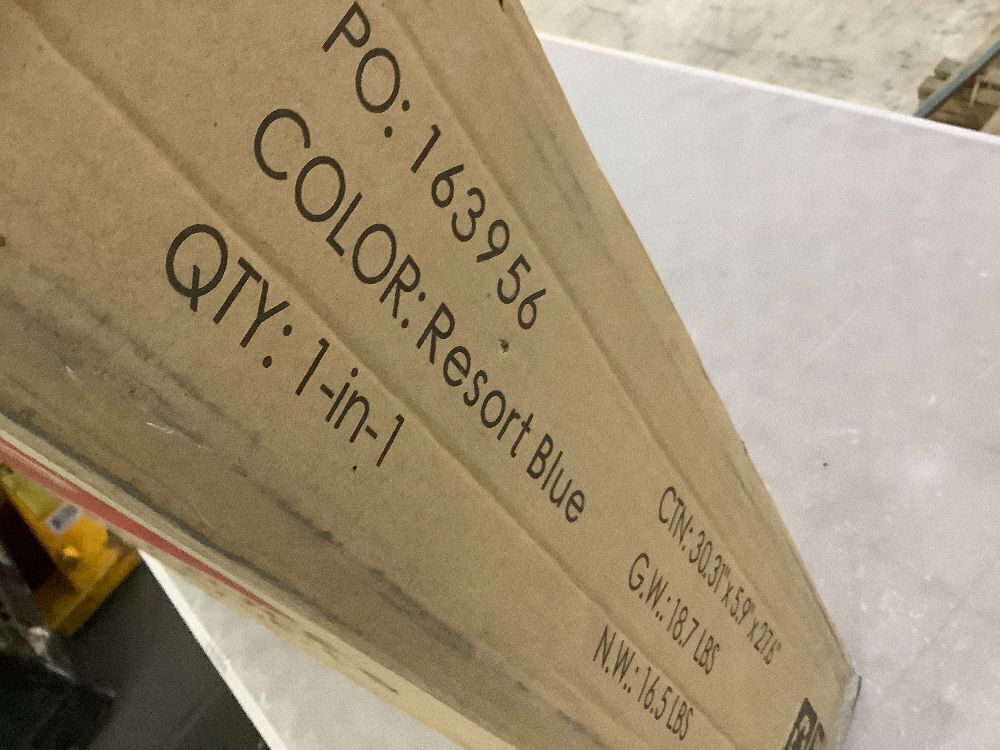 PO: 163956
COLOR: Resort Blue
QTY: 1-in-1
CTN: 30.31"x 5.9"x 27.6"
G.W.: 18.7 LBS
N.W.: 16.5 LBS